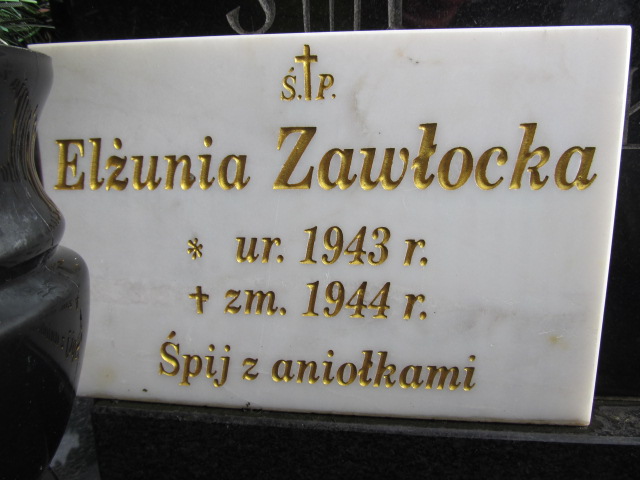 Ś.†P.
Elżunia Zawłocka
* ur. 1943 r.
† zm. 1944 r.
Śpij z aniołkami